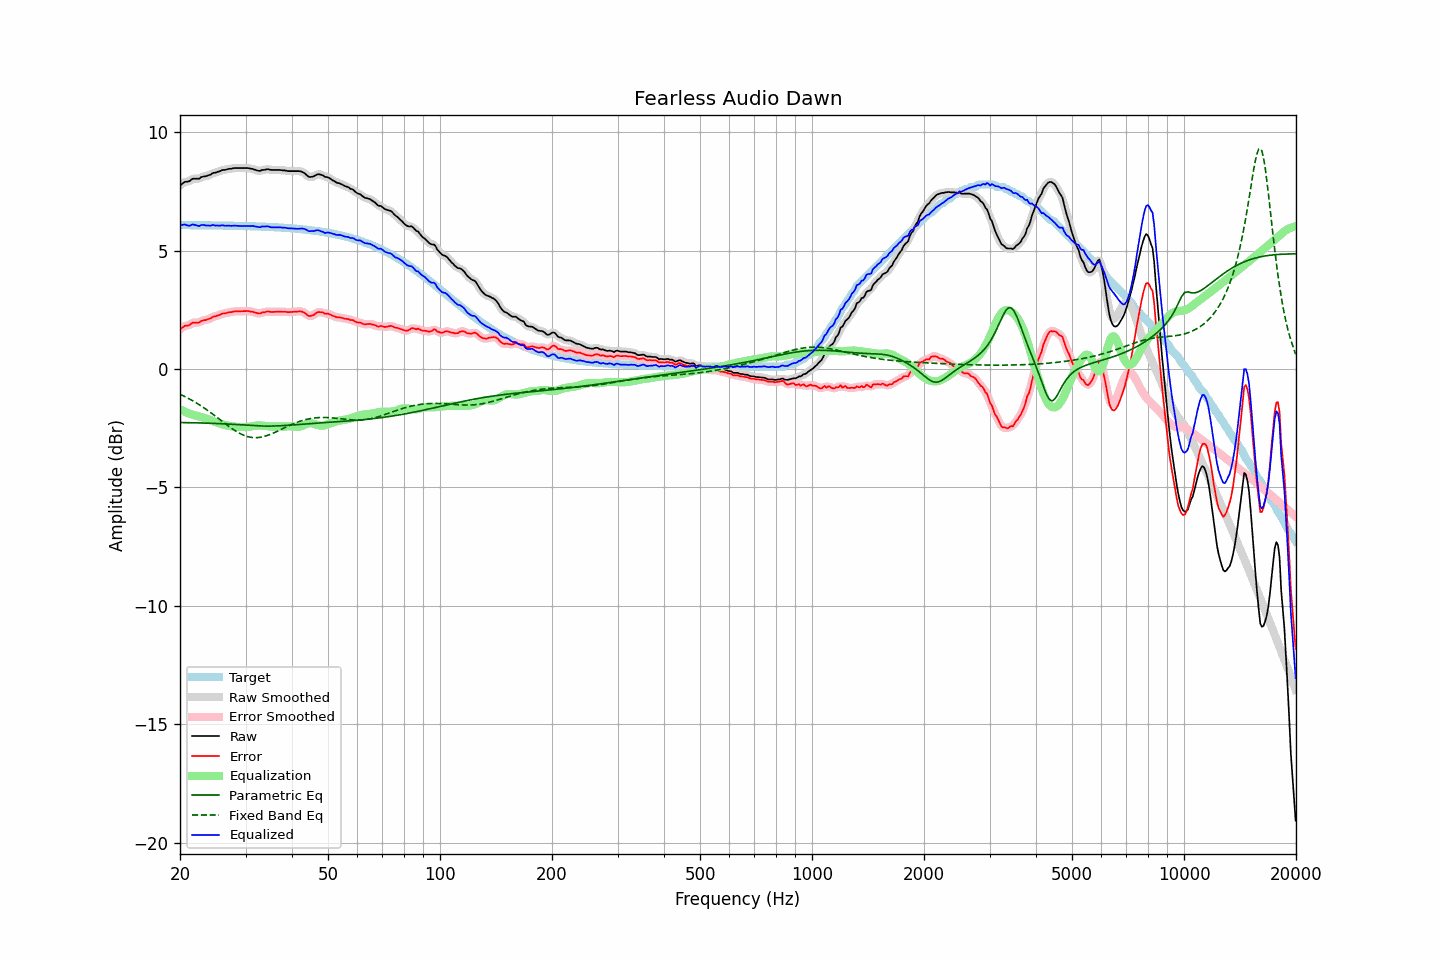 Fearless Audio Dawn
Amplitude (dBr)
10
5
0
−5
−10
−15
−20
Target
Raw Smoothed
Error Smoothed
Raw
Error
Equalization
Parametric Eq
Fixed Band Eq
Equalized
20 50 100 200 500 1000 2000 5000 10000 20000
Frequency (Hz)